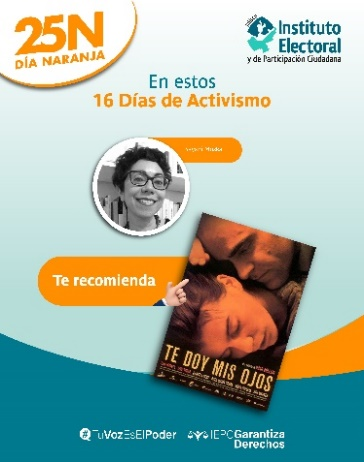 25N
DÍA NARANJA
Instituto
Electoral
y de Participación Ciudadana
En estos
16 Días de Activismo
Te recomienda
TE DOY MIS OJOS
#TuVozEsElPoder
IEPCGarantiza
Derechos